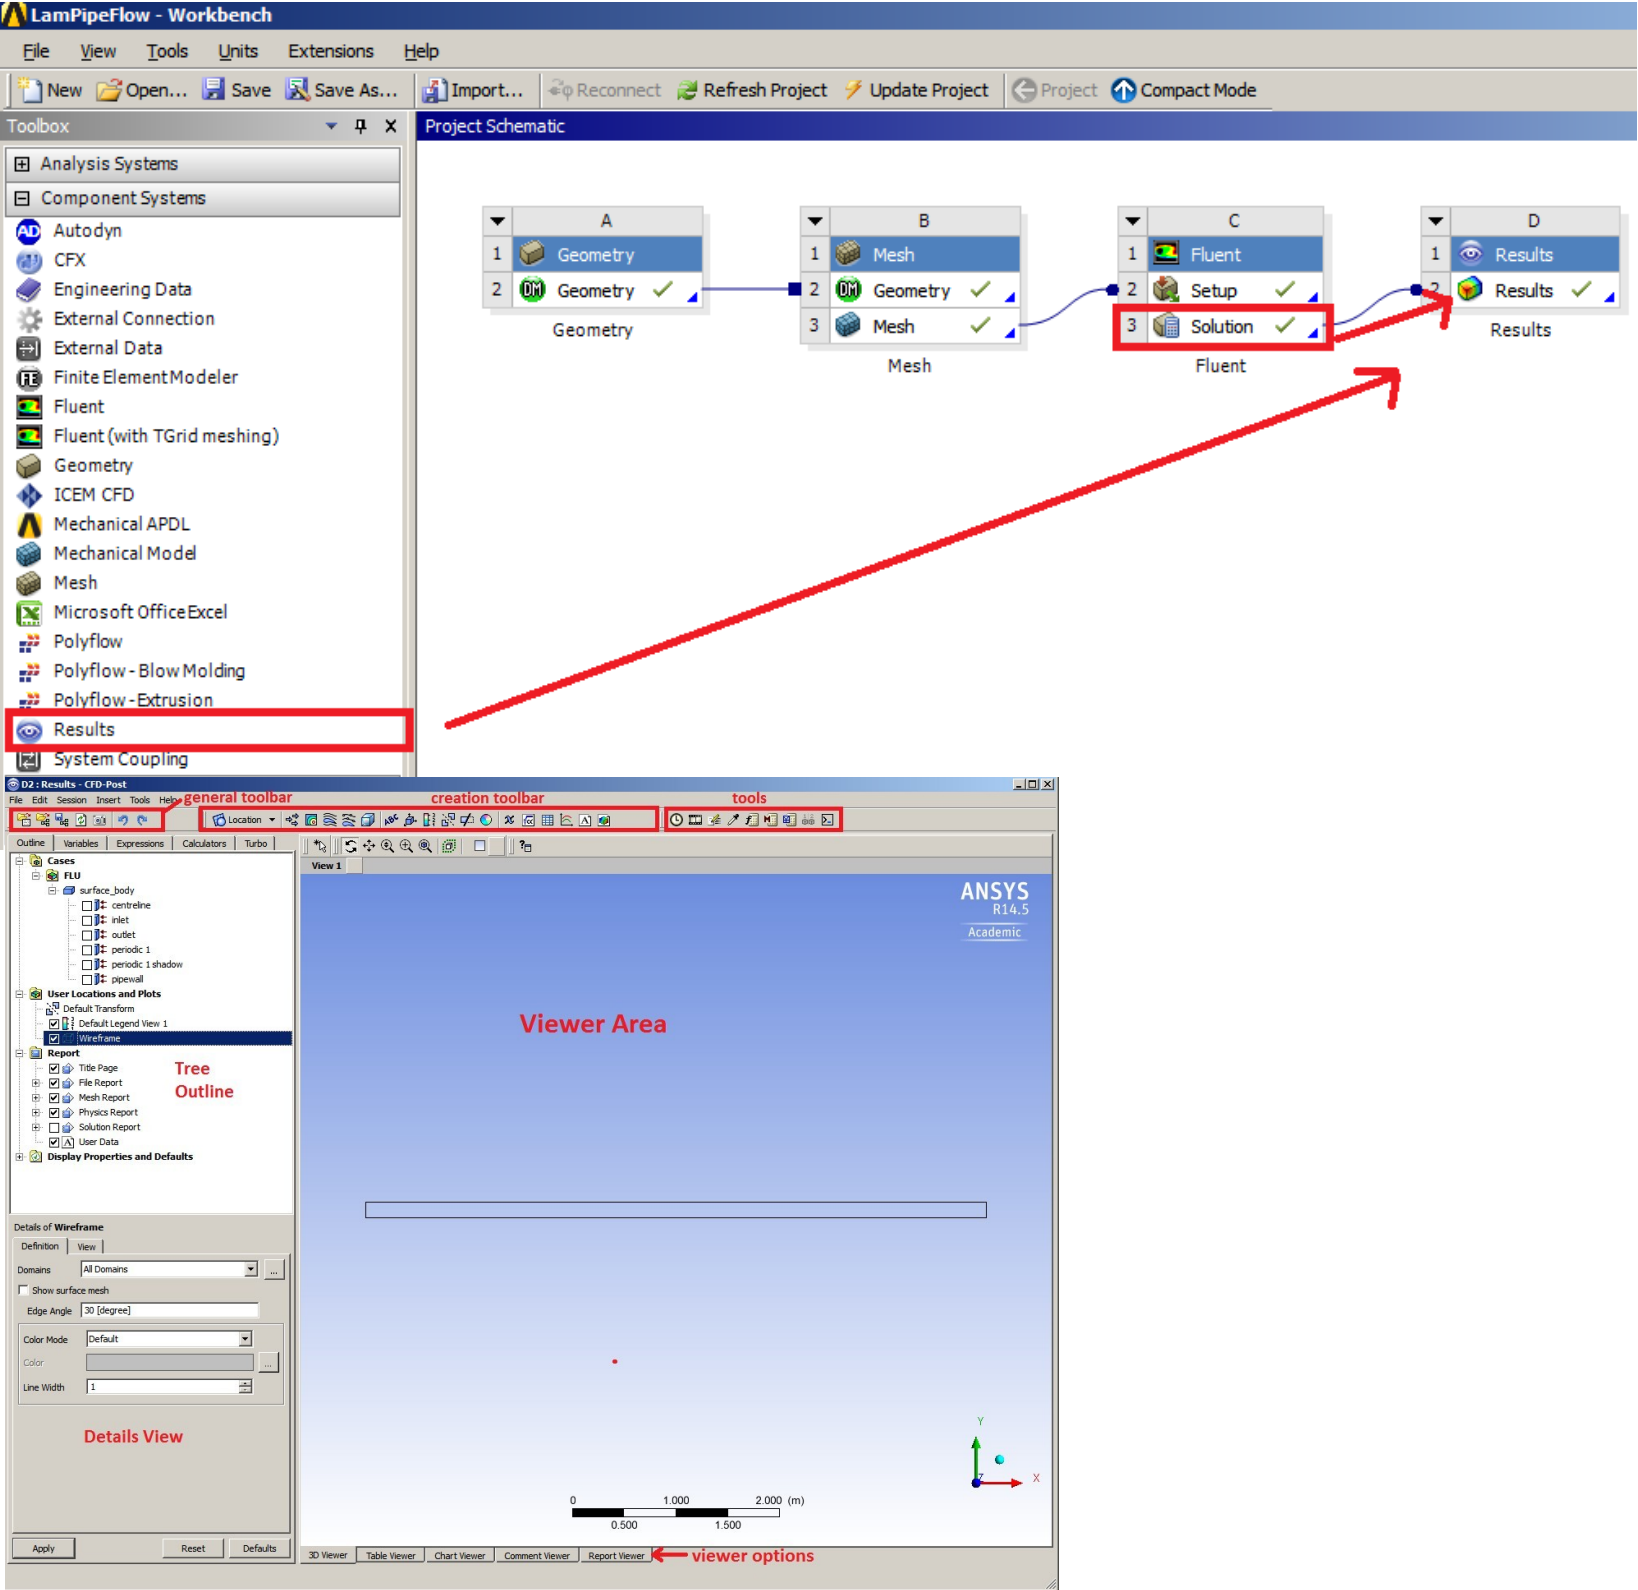 LamPipeFlow - Workbench
File View Tools Units Extensions Help
New Open... Save Save As... Import... Reconnect Refresh Project Update Project Project Compact Mode
Toolbox
Project Schematic
Analysis Systems
Component Systems
Autodyn
CFX
Engineering Data
External Connection
External Data
Finite Element Modeler
Fluent
Fluent (with TGrid meshing)
Geometry
ICEM CFD
Mechanical APDL
Mechanical Model
Mesh
Microsoft Office Excel
Polyflow
Polyflow - Blow Molding
Polyflow - Extrusion
Results
System Coupling
A
1 Geometry
2 Geometry
Geometry
B
1 Mesh
2 Geometry
3 Mesh
Mesh
C
1 Fluent
2 Setup
3 Solution
Fluent
D
1 Results
2 Results
Results
D2 : Results - CFD-Post
File Edit Session Insert Tools Help
general toolbar
creation toolbar
tools
Location
Outline Variables Expressions Calculators Turbo
Cases
FLU
surface_body
centreline
inlet
outlet
periodic 1
periodic 1 shadow
pipewall
User Locations and Plots
Default Transform
Default Legend View 1
Wireframe
Report
Title Page
File Report
Mesh Report
Physics Report
Solution Report
User Data
Display Properties and Defaults
Tree
Outline
Details of Wireframe
Definition View
Domains All Domains ...
Show surface mesh
Edge Angle 30 [degree]
Color Mode Default
Color ...
Line Width 1
Details View
Apply Reset Defaults
View 1
ANSYS
R14.5
Academic
Viewer Area
Y
Z
X
0 1.000 2.000 (m)
0.500 1.500
3D Viewer Table Viewer Chart Viewer Comment Viewer Report Viewer
viewer options